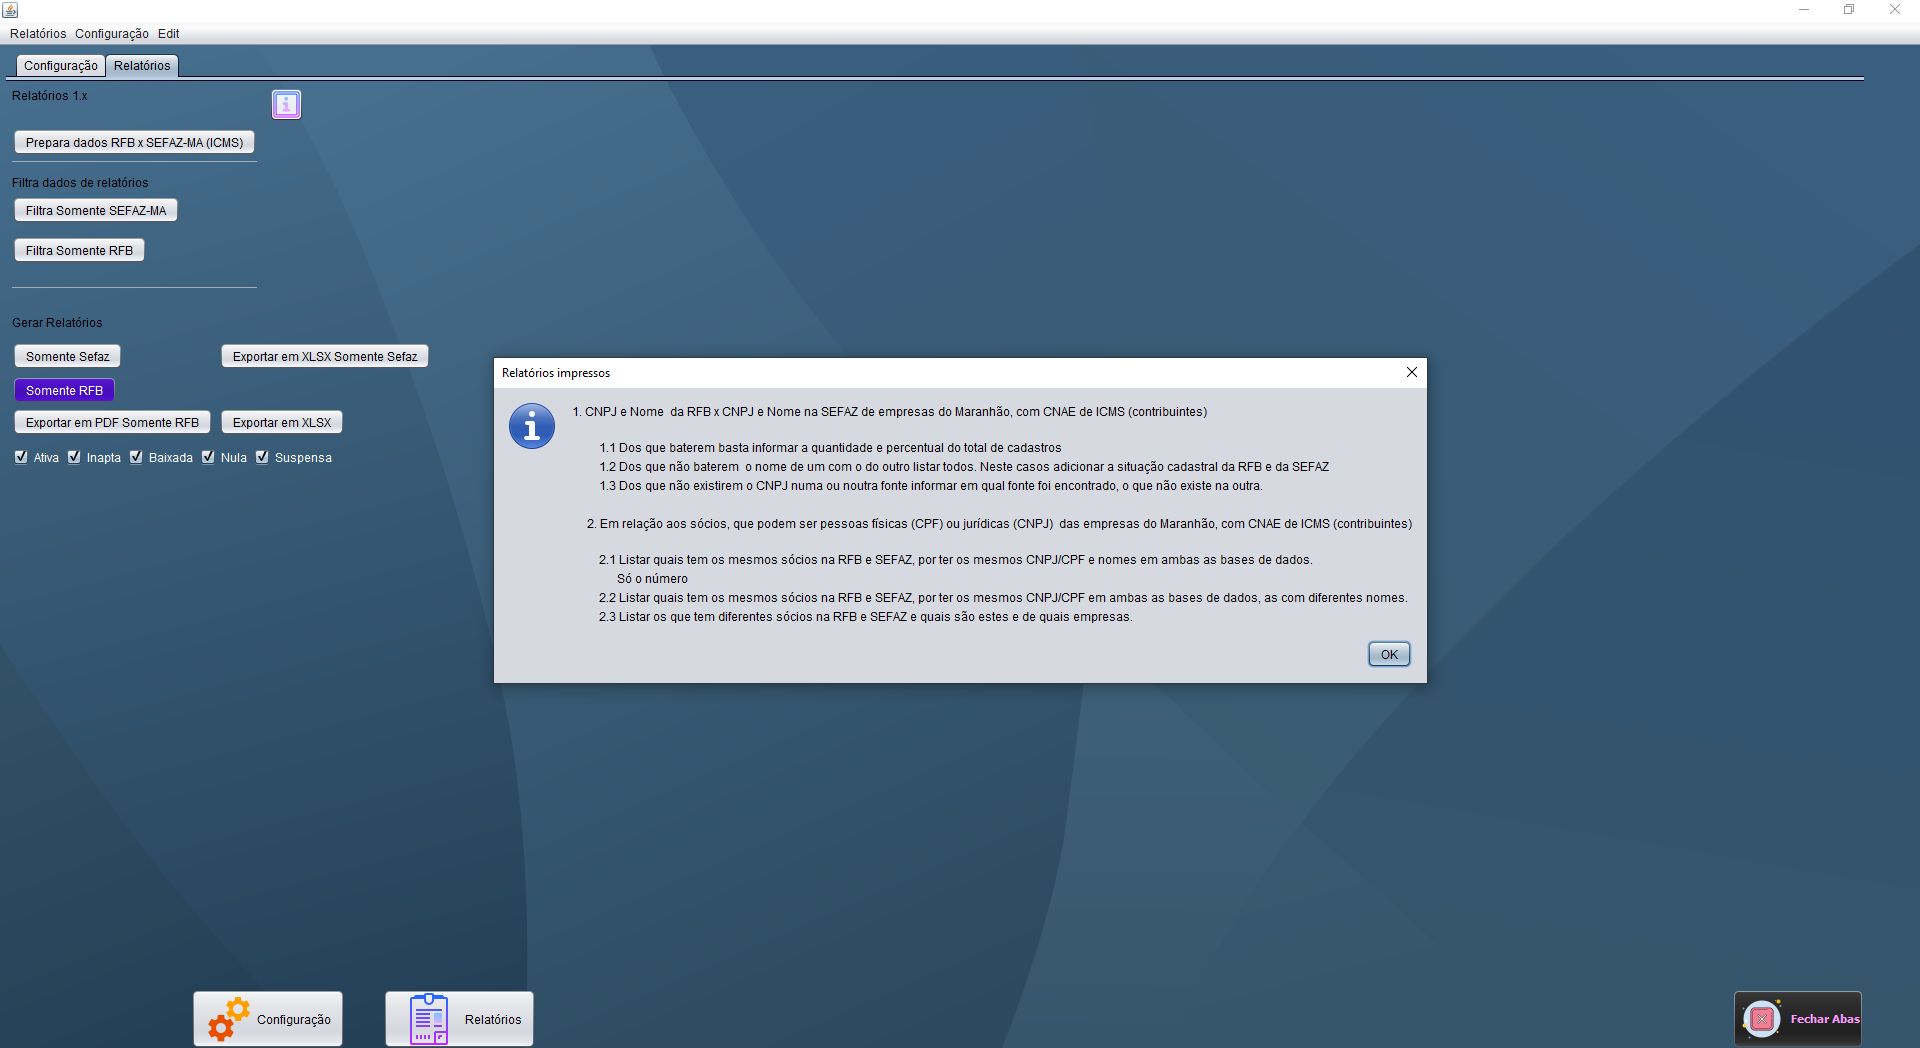 Relatórios Configuração Edit
Configuração Relatórios
Relatórios 1.x
Prepara dados RFB x SEFAZ-MA (ICMS)
Filtra dados de relatórios
Filtra Somente SEFAZ-MA
Filtra Somente RFB
Gerar Relatórios
Somente Sefaz Exportar em XLSX Somente Sefaz
Somente RFB
Exportar em PDF Somente RFB Exportar em XLSX
Ativa Inapta Baixada Nula Suspensa
Relatórios impressos
1. CNPJ e Nome da RFB x CNPJ e Nome na SEFAZ de empresas do Maranhão, com CNAE de ICMS (contribuintes)
1.1 Dos que baterem basta informar a quantidade e percentual do total de cadastros
1.2 Dos que não baterem o nome de um com o do outro listar todos. Neste casos adicionar a situação cadastral da RFB e da SEFAZ
1.3 Dos que não existirem o CNPJ numa ou noutra fonte informar em qual fonte foi encontrado, o que não existe na outra.
2. Em relação aos sócios, que podem ser pessoas físicas (CPF) ou jurídicas (CNPJ) das empresas do Maranhão, com CNAE de ICMS (contribuintes)
2.1 Listar quais tem os mesmos sócios na RFB e SEFAZ, por ter os mesmos CNPJ/CPF e nomes em ambas as bases de dados.
Só o número
2.2 Listar quais tem os mesmos sócios na RFB e SEFAZ, por ter os mesmos CNPJ/CPF em ambas as bases de dados, as com diferentes nomes.
2.3 Listar os que tem diferentes sócios na RFB e SEFAZ e quais são estes e de quais empresas.
OK
Configuração Relatórios Fechar Abas